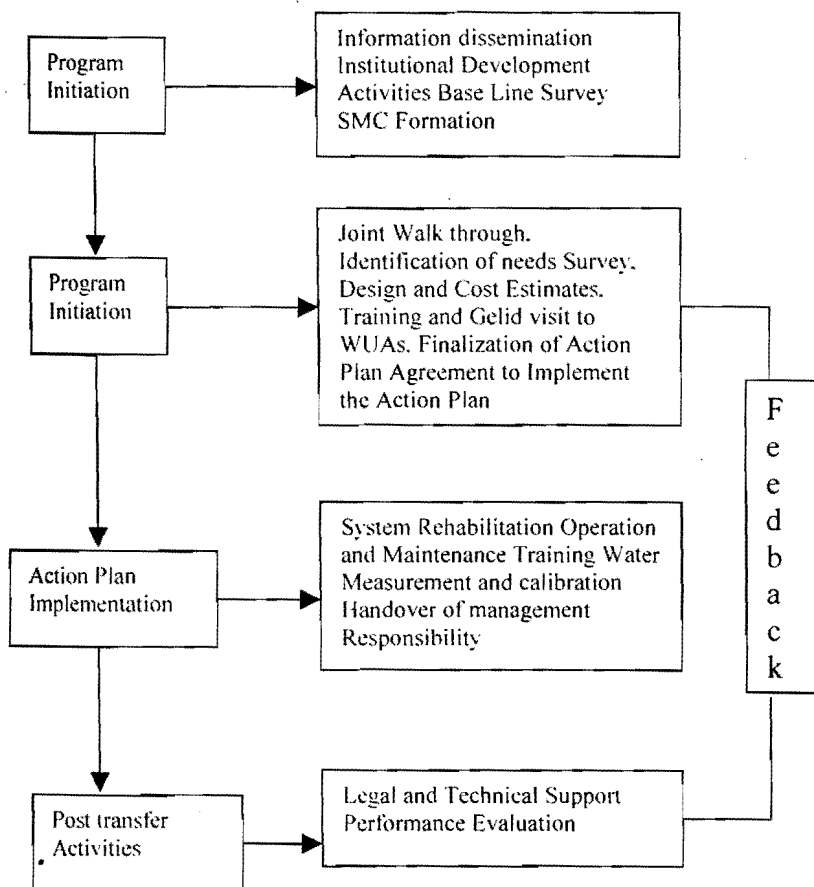 Program
Initiation
Information dissemination
Institutional Development
Activities Base Line Survey
SMC Formation
Program
Initiation
Joint Walk through.
Identification of needs Survey.
Design and Cost Estimates.
Training and Gelid visit to
WUAs. Finalization of Action
Plan Agreement to Implement
the Action Plan
Feedback
Action Plan
Implementation
System Rehabilitation Operation
and Maintenance Training Water
Measurement and calibration
Handover of management
Responsibility
Post transfer
Activities
Legal and Technical Support
Performance Evaluation